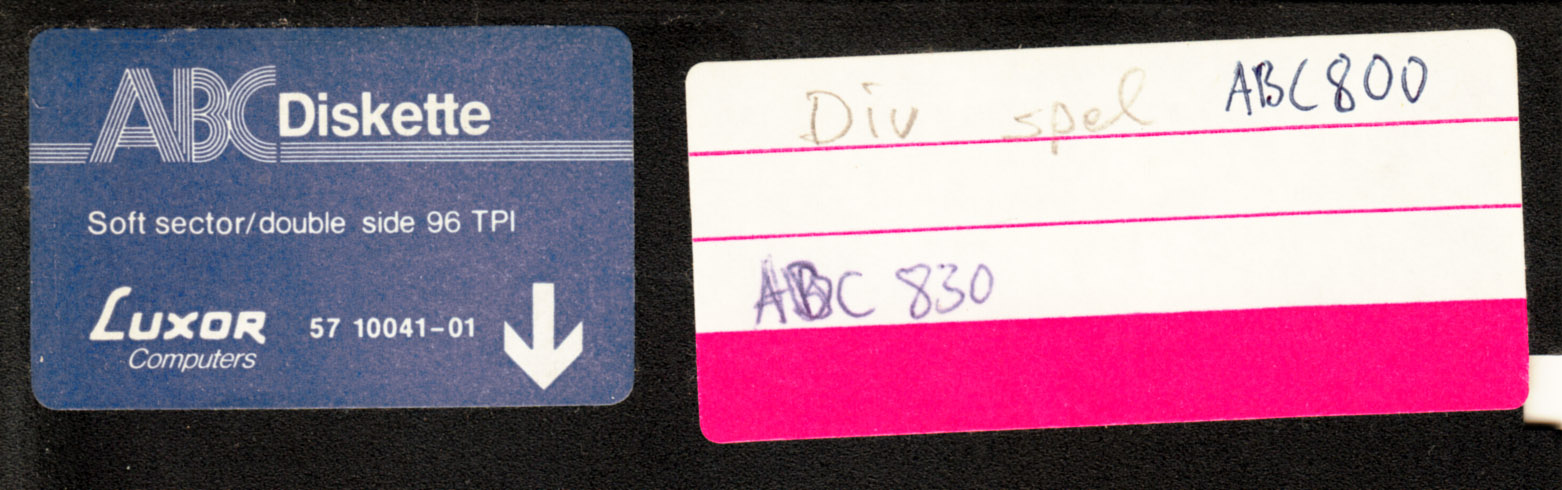 ABC Diskette
Soft sector/double side 96 TPI
LUXOR
Computers
57 10041-01
Div spel ABC800
ABC 830